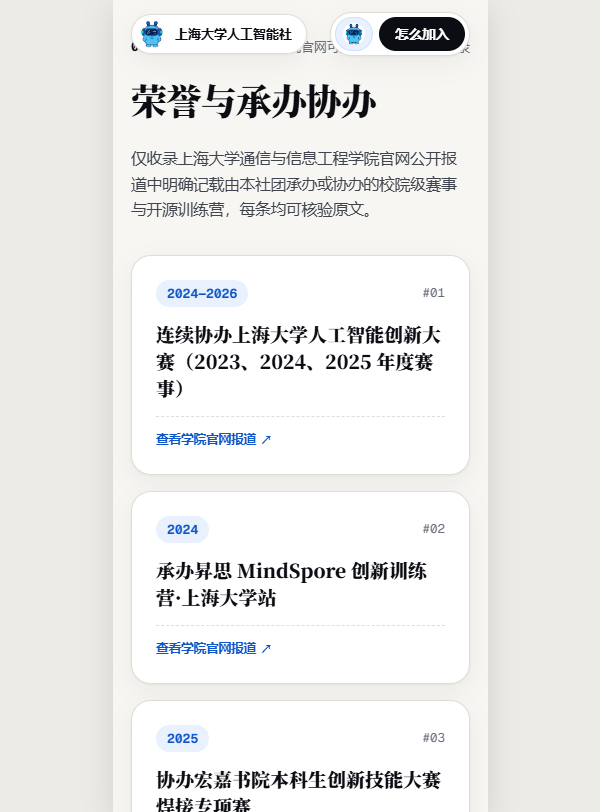 上海大学人工智能社
怎么加入
荣誉与承办协办
仅收录上海大学通信与信息工程学院官网公开报
道中明确记载由本社团承办或协办的校院级赛事
与开源训练营，每条均可核验原文。
2024—2026
#01
连续协办上海大学人工智能创新大
赛（2023、2024、2025 年度赛
事）
查看学院官网报道 ↗
2024
#02
承办昇思 MindSpore 创新训练
营·上海大学站
查看学院官网报道 ↗
2025
#03
协办宏嘉书院本科生创新技能大赛
焊接专项赛